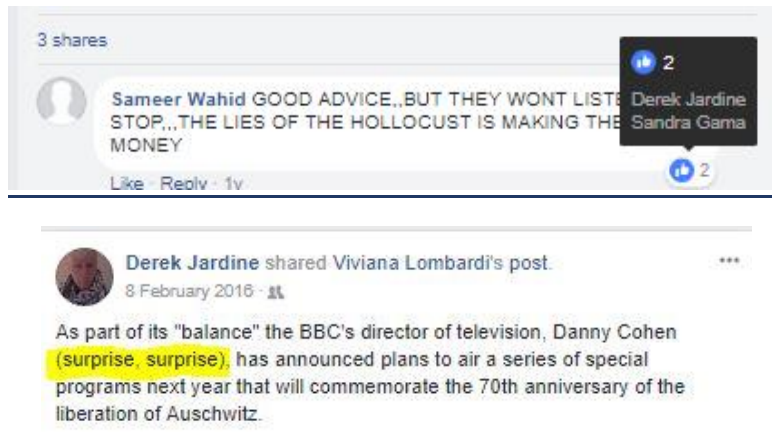 3 shares
2
Sameer Wahid GOOD ADVICE,,BUT THEY WONT Derek Jardine
STOP,,,THE LIES OF THE HOLLOCUST IS MAKING Sandra Gama
MONEY
2
Like · Reply · 1y
Derek Jardine shared Viviana Lombardi's post.
8 February 2016 ·
As part of its "balance" the BBC's director of television, Danny Cohen
(surprise, surprise), has announced plans to air a series of special
programs next year that will commemorate the 70th anniversary of the
liberation of Auschwitz.